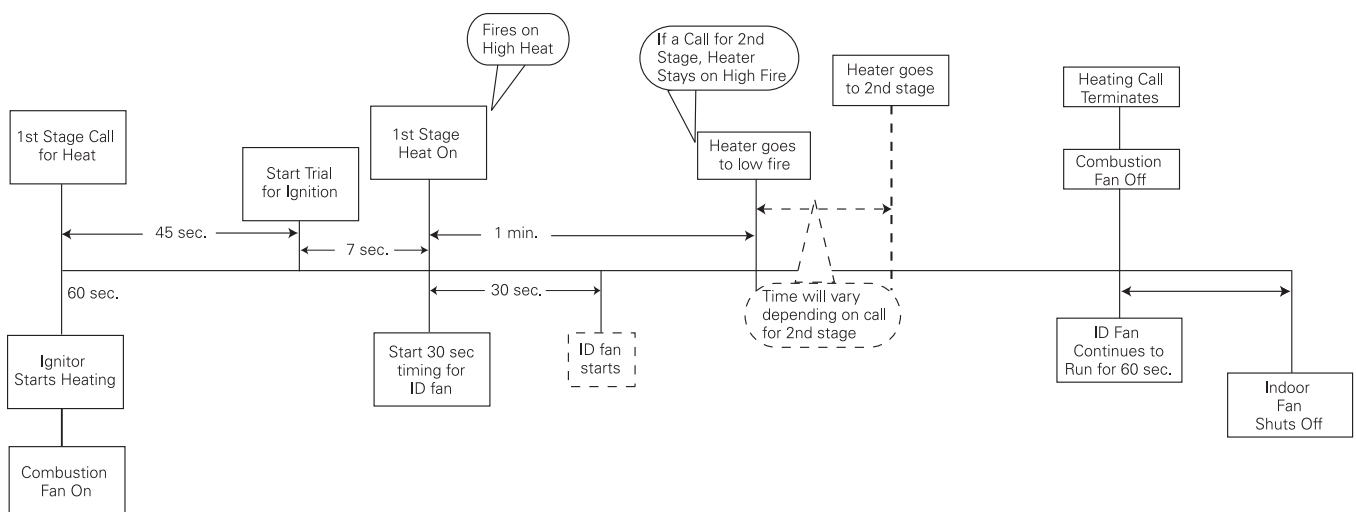 Fires on
High Heat
If a Call for 2nd
Stage, Heater
Stays on High Fire
Heater goes
to 2nd stage
Heating Call
Terminates
1st Stage Call
for Heat
Start Trial
for Ignition
1st Stage
Heat On
Heater goes
to low fire
Combustion
Fan Off
45 sec.
7 sec.
1 min.
60 sec.
30 sec.
Time will vary
depending on call
for 2nd stage
Ignitor
Starts Heating
Start 30 sec
timing for
ID fan
ID fan
starts
ID Fan
Continues to
Run for 60 sec.
Indoor
Fan
Shuts Off
Combustion
Fan On